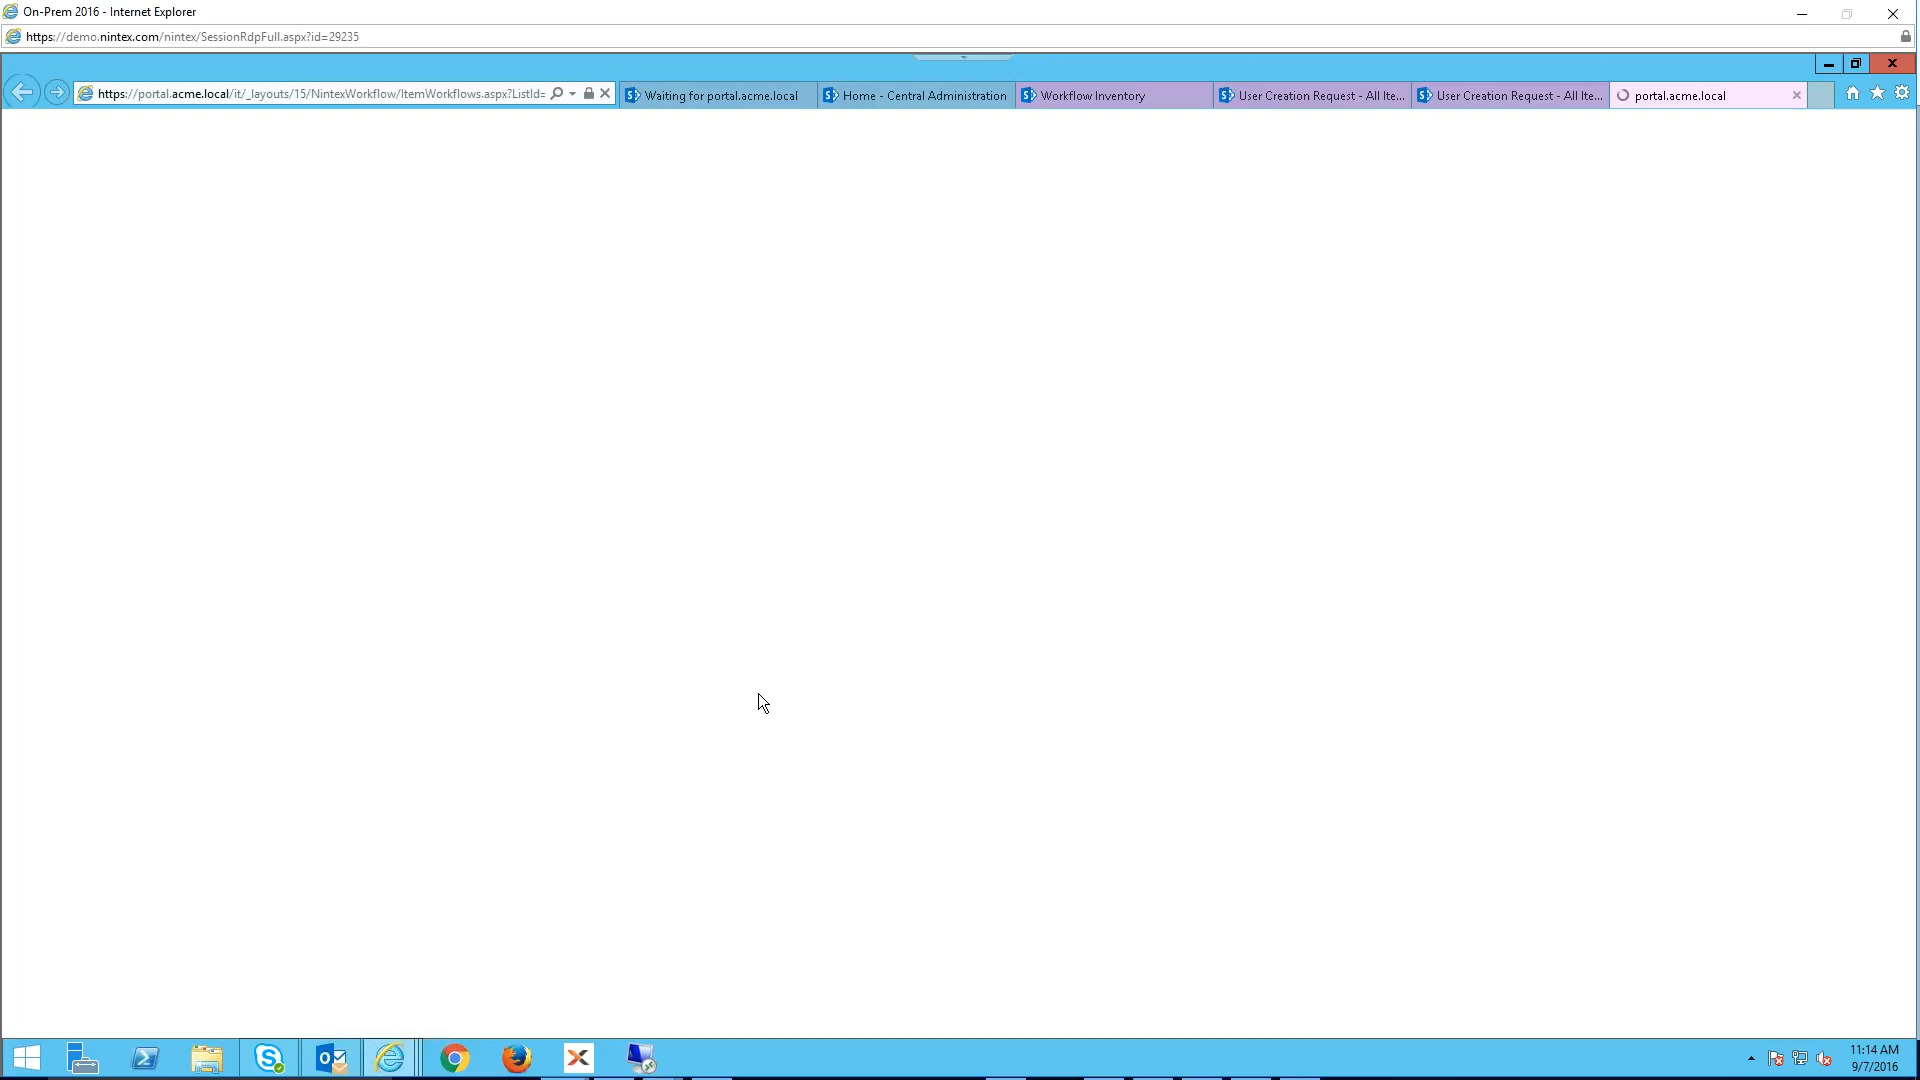 On-Prem 2016 - Internet Explorer
https://demo.nintex.com/nintex/SessionRdpFull.aspx?id=29235
https://portal.acme.local/it/_layouts/15/NintexWorkflow/ItemWorkflows.aspx?ListId=
Waiting for portal.acme.local
Home - Central Administration
Workflow Inventory
User Creation Request - All Ite...
User Creation Request - All Ite...
portal.acme.local
11:14 AM
9/7/2016